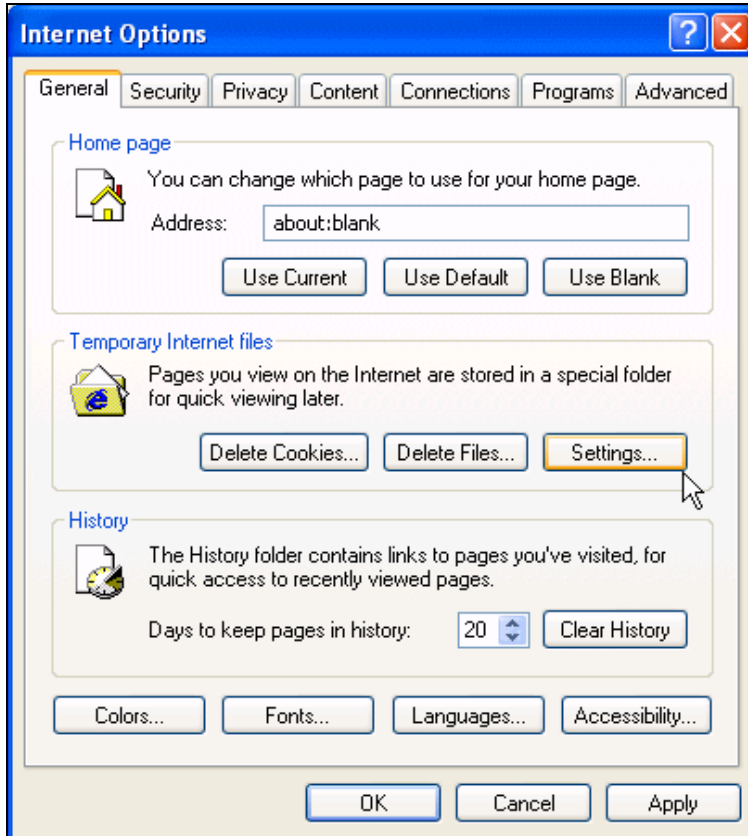 Internet Options
General Security Privacy Content Connections Programs Advanced
Home page
You can change which page to use for your home page.
Address: about:blank
Use Current Use Default Use Blank
Temporary Internet files
Pages you view on the Internet are stored in a special folder
for quick viewing later.
Delete Cookies... Delete Files... Settings...
History
The History folder contains links to pages you've visited, for
quick access to recently viewed pages.
Days to keep pages in history: 20 Clear History
Colors... Fonts... Languages... Accessibility...
OK Cancel Apply